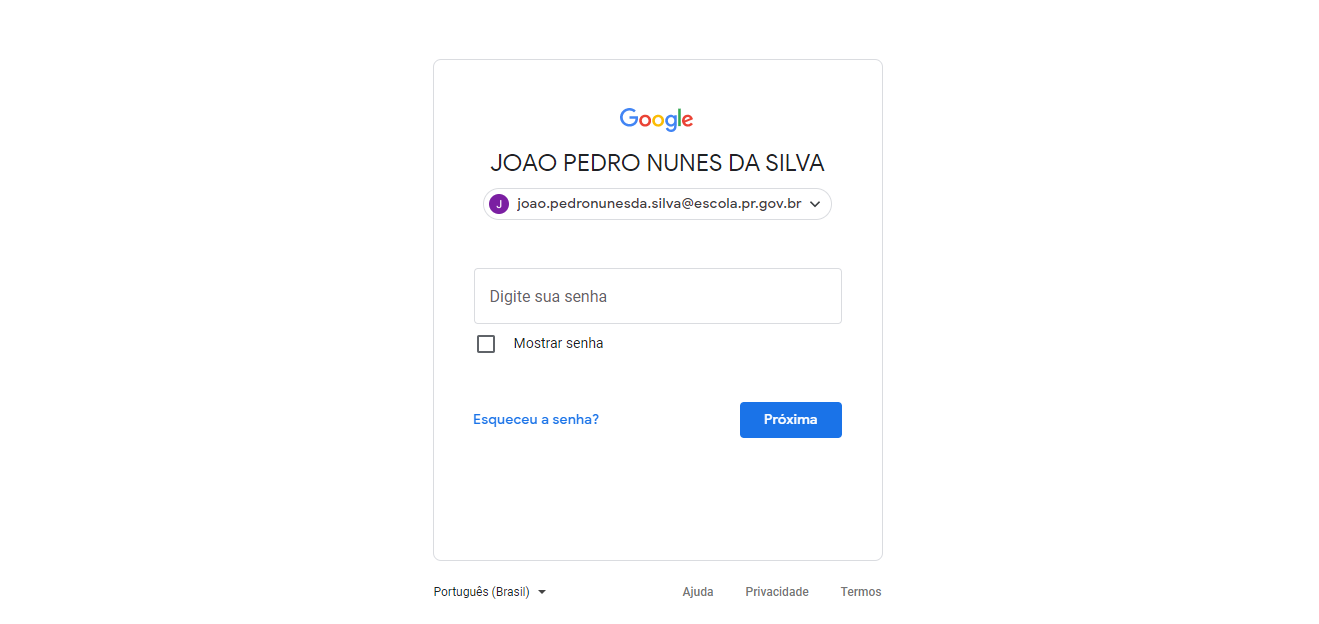 Google
JOAO PEDRO NUNES DA SILVA
J joao.pedronunesda.silva@escola.pr.gov.br
Digite sua senha
Mostrar senha
Esqueceu a senha? Próxima
Português (Brasil) Ajuda Privacidade Termos